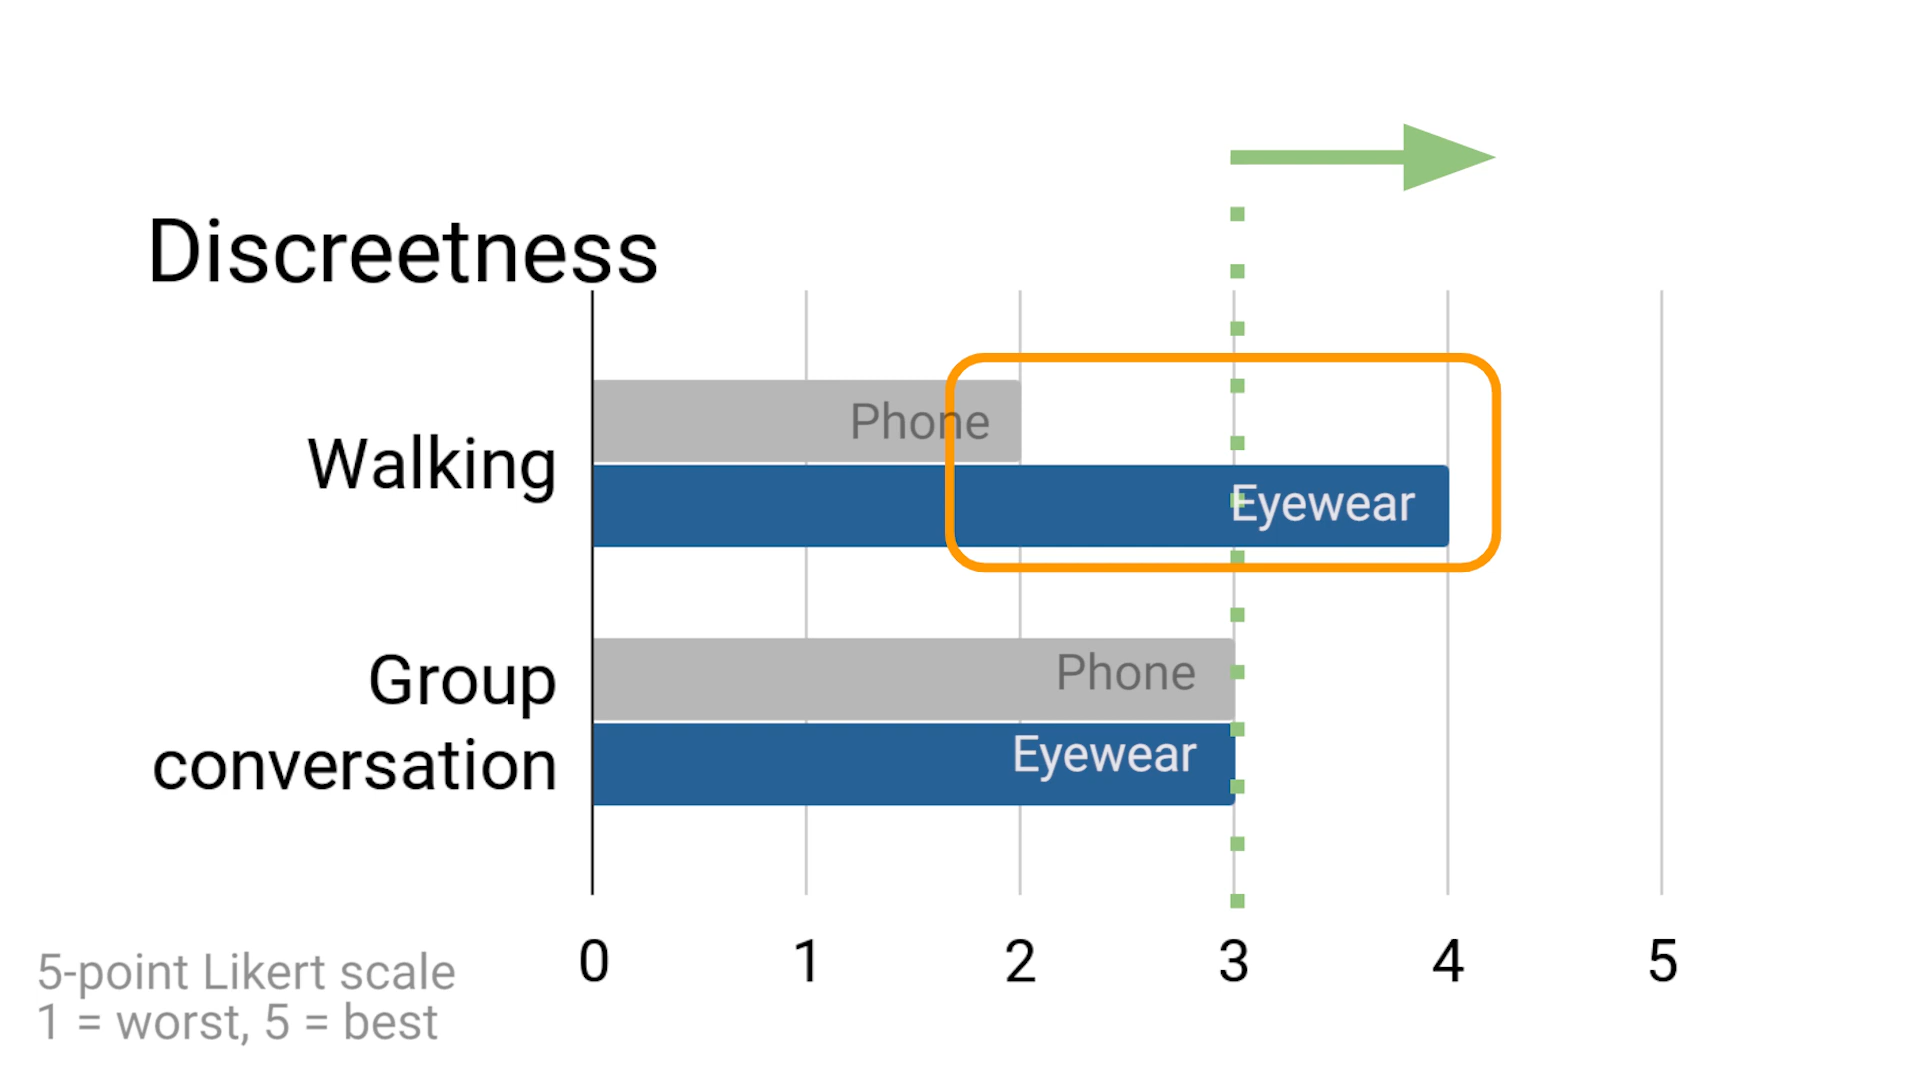 Discreetness
Walking
Phone
Eyewear
Group
conversation
Phone
Eyewear
0 1 2 3 4 5
5-point Likert scale
1 = worst, 5 = best